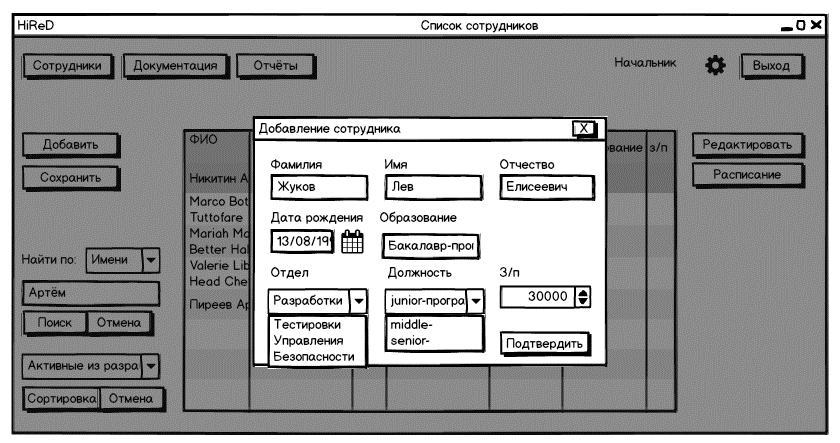 HiReD
Список сотрудников
Сотрудники
Документация
Отчёты
Начальник
Выход
Добавить
Сохранить
ФИО
ование
з/п
Редактировать
Расписание
Никитин А
Marco Bot
Tuttofare
Mariah Ma
Better Hal
Valerie Lib
Head Che
Пиреев Ар
Найти по:
Имени
Артём
Поиск
Отмена
Активные из разра
Сортировка
Отмена
Добавление сотрудника
X
Фамилия
Имя
Отчество
Жуков
Лев
Елисеевич
Дата рождения
Образование
13/08/199
Бакалавр-прог
Отдел
Должность
З/п
Разработки
junior-програ
30000
Тестировки
Управления
Безопасности
middle-
senior-
Подтвердить